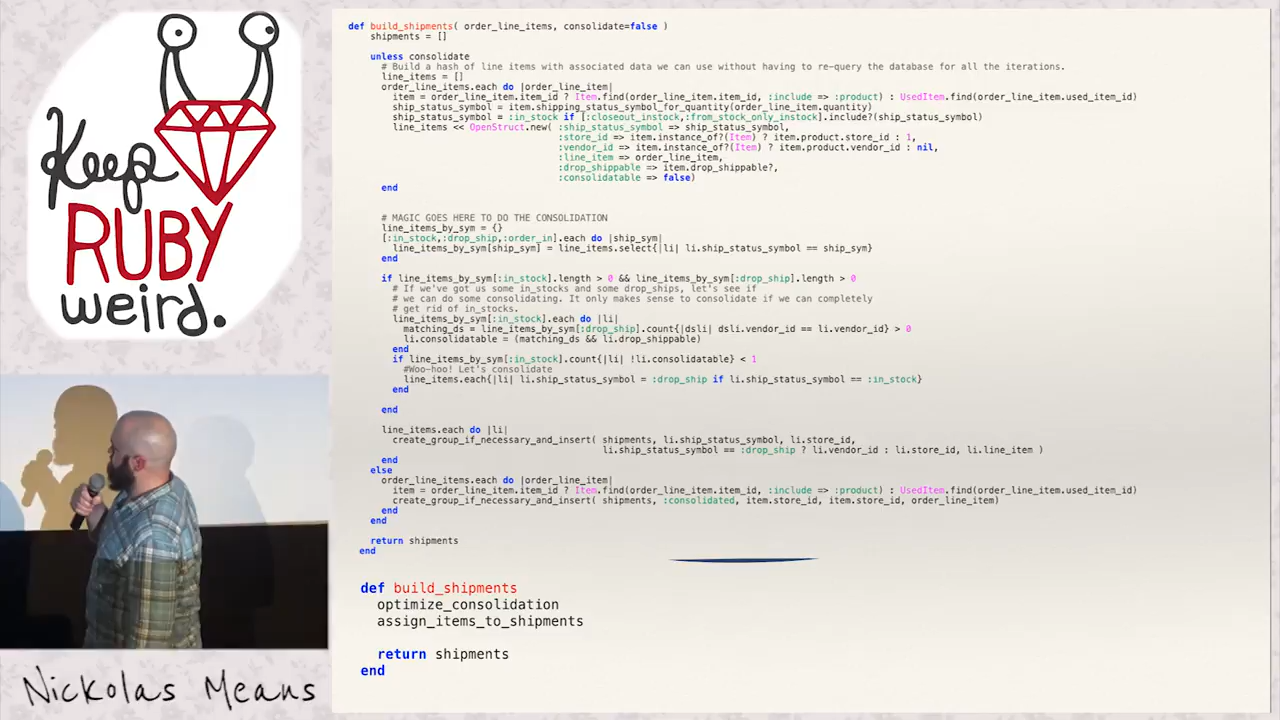 Keep
RUBY
weird.
Nickolas Means
def build_shipments( order_line_items, consolidate=false )
shipments = []
unless consolidate
# Build a hash of line items with associated data we can use without having to re-query the database for all the iterations.
line_items = []
order_line_items.each do |order_line_item|
item = order_line_item.item_id ? Item.find(order_line_item.item_id, :include => :product) : UsedItem.find(order_line_item.used_item_id)
ship_status_symbol = item.shipping_status_symbol_for_quantity(order_line_item.quantity)
ship_status_symbol = :in_stock if [:closeout_instock,:from_stock_only_instock].include?(ship_status_symbol)
line_items << OpenStruct.new( :ship_status_symbol => ship_status_symbol,
:store_id => item.instance_of?(Item) ? item.product.store_id : 1,
:vendor_id => item.instance_of?(Item) ? item.product.vendor_id : nil,
:line_item => order_line_item,
:drop_shippable => item.drop_shippable?,
:consolidatable => false)
end
# MAGIC GOES HERE TO DO THE CONSOLIDATION
line_items_by_sym = {}
[:in_stock,:drop_ship,:order_in].each do |ship_sym|
line_items_by_sym[ship_sym] = line_items.select{|li| li.ship_status_symbol == ship_sym}
end
if line_items_by_sym[:in_stock].length > 0 && line_items_by_sym[:drop_ship].length > 0
# If we've got us some in_stocks and some drop_ships, let's see if
# we can do some consolidating. It only makes sense to consolidate if we can completely
# get rid of in_stocks.
line_items_by_sym[:in_stock].each do |li|
matching_ds = line_items_by_sym[:drop_ship].count{|dsli| dsli.vendor_id == li.vendor_id} > 0
li.consolidatable = (matching_ds && li.drop_shippable)
end
if line_items_by_sym[:in_stock].count{|li| !li.consolidatable} < 1
#Woo-hoo! Let's consolidate
line_items.each{|li| li.ship_status_symbol = :drop_ship if li.ship_status_symbol == :in_stock}
end
end
line_items.each do |li|
create_group_if_necessary_and_insert( shipments, li.ship_status_symbol, li.store_id,
li.ship_status_symbol == :drop_ship ? li.vendor_id : li.store_id, li.line_item )
end
else
order_line_items.each do |order_line_item|
item = order_line_item.item_id ? Item.find(order_line_item.item_id, :include => :product) : UsedItem.find(order_line_item.used_item_id)
create_group_if_necessary_and_insert( shipments, :consolidated, item.store_id, item.store_id, order_line_item)
end
end
return shipments
end
def build_shipments
optimize_consolidation
assign_items_to_shipments
return shipments
end